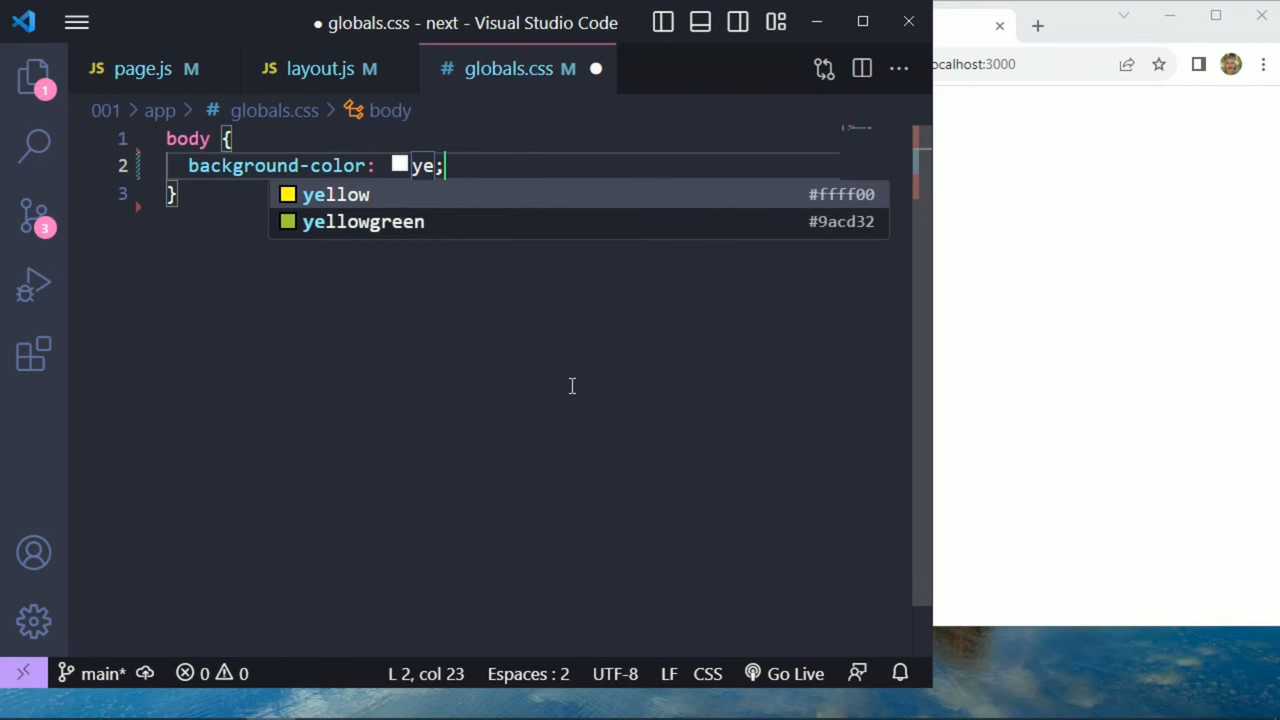 ● globals.css - next - Visual Studio Code
JS page.js M
JS layout.js M
# globals.css M ●
ocalhost:3000
1
001 > app > # globals.css > body
1 body {
2 background-color: ye;
3 }
yellow #ffff00
yellowgreen #9acd32
3
main*
0 0
L 2, col 23
Espaces : 2
UTF-8
LF
CSS
Go Live